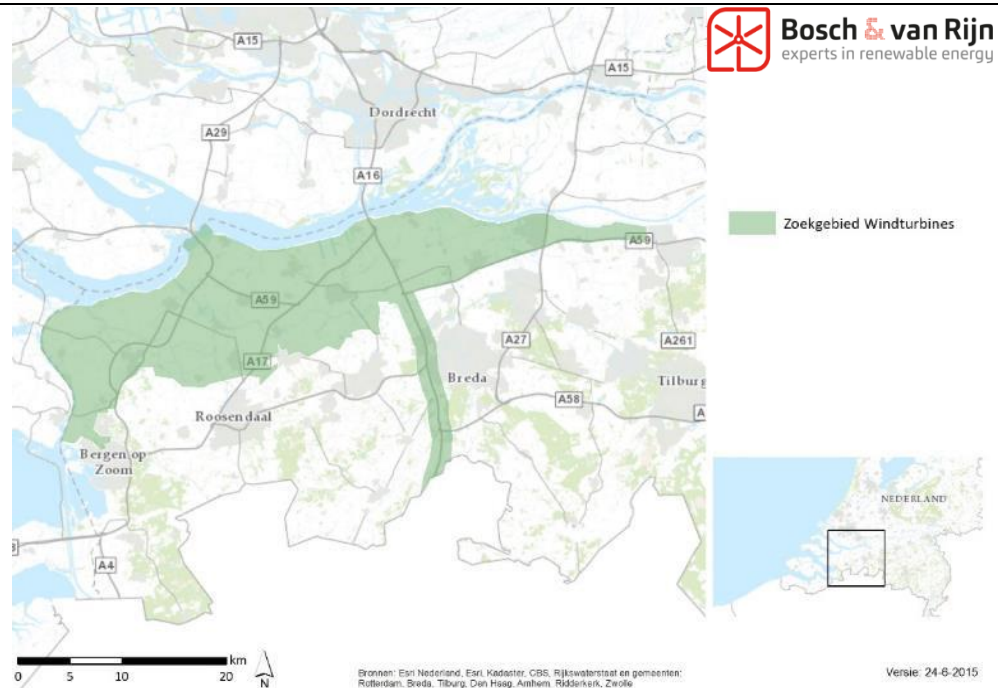 Bosch & van Rijn
experts in renewable energy
A15
A15
Dordrecht
A29
A16
Zoekgebied Windturbines
A59
A59
A27
A261
A17
Breda
Tilburg
A58
Roosendaal
Bergen op
Zoom
NEDERLAND
A4
km
0 5 10 20
N
Bronnen: Esri Nederland, Esri, Kadaster, CBS, Rijkswaterstaat en gemeenten:
Rotterdam, Breda, Tilburg, Den Haag, Arnhem, Ridderkerk, Zwolle
Versie: 24-6-2015